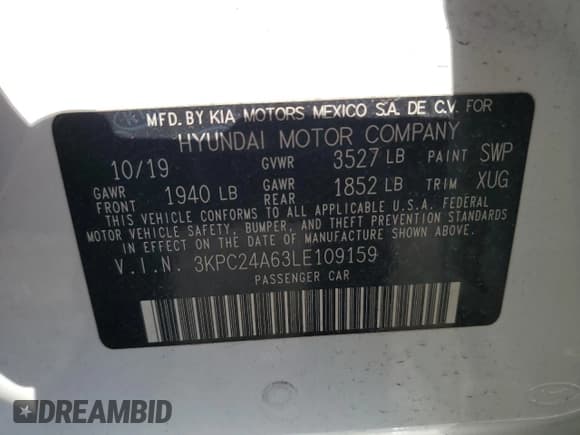 MFD. BY KIA MOTORS MEXICO S.A. DE C.V. FOR
HYUNDAI MOTOR COMPANY
10/19 GVWR 3527 LB PAINT SWP
GAWR FRONT 1940 LB GAWR REAR 1852 LB TRIM XUG
THIS VEHICLE CONFORMS TO ALL APPLICABLE U.S.A. FEDERAL
MOTOR VEHICLE SAFETY, BUMPER, AND THEFT PREVENTION
STANDARDS IN EFFECT ON THE DATE OF MANUFACTURE SHOWN ABOVE.
V.I.N. 3KPC24A63LE109159
PASSENGER CAR
DREAMBID